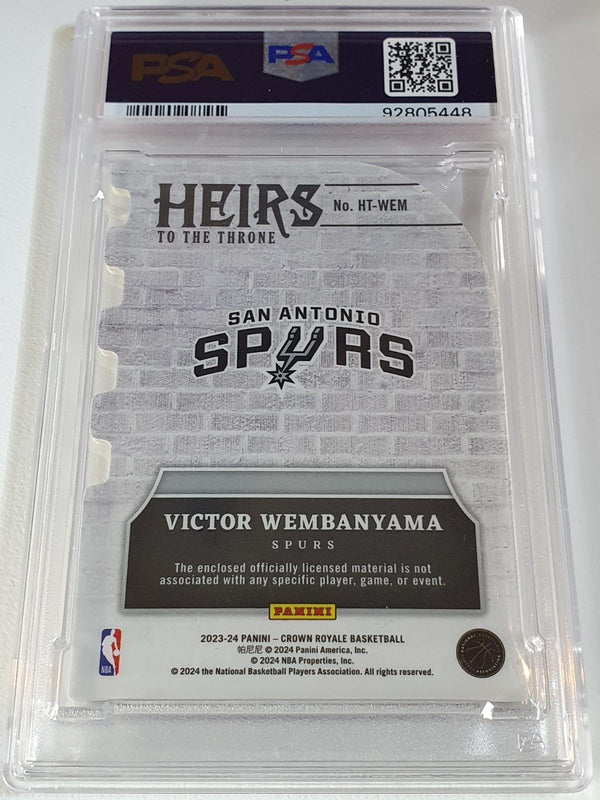 PSA
PSA
92805448
HEIRS
TO THE THRONE
No. HT-WEM
SAN ANTONIO
SPURS
VICTOR WEMBANYAMA
SPURS
The enclosed officially licensed material is not
associated with any specific player, game, or event.
PANINI
2023-24 PANINI – CROWN ROYALE BASKETBALL
帕尼尼 © 2024 Panini America, Inc.
© 2024 NBA Properties, Inc.
© 2024 the National Basketball Players Association. All rights reserved.
NBA